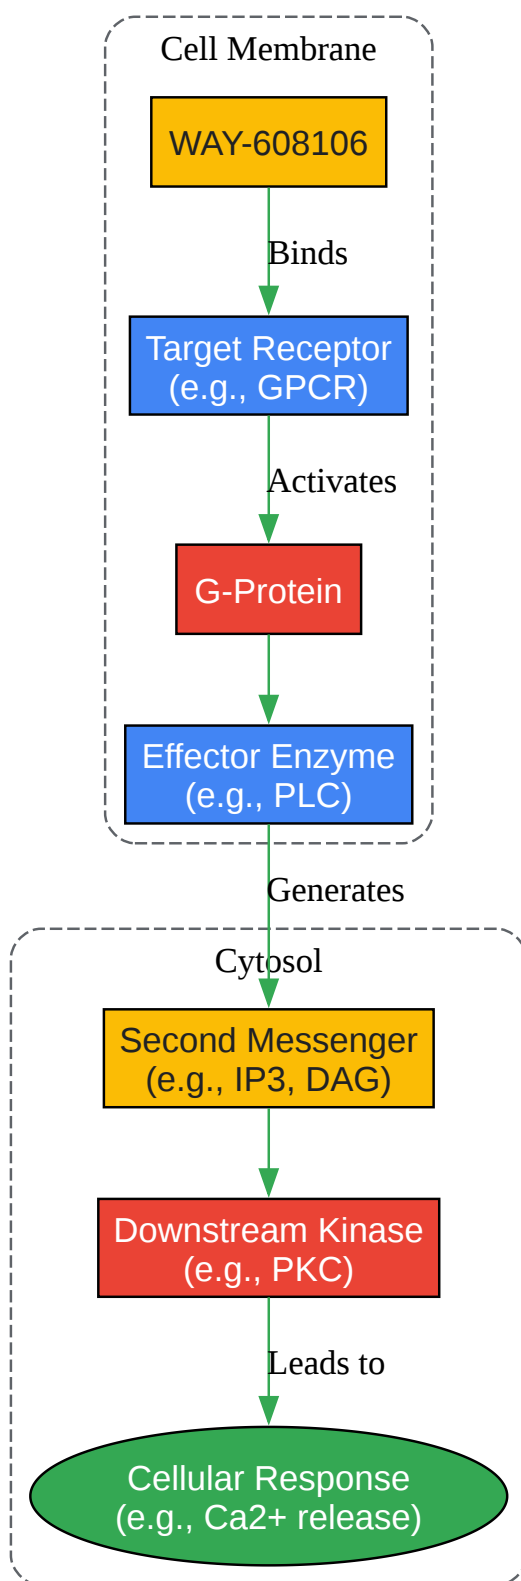 Cell Membrane
WAY-608106
Binds
Target Receptor
(e.g., GPCR)
Activates
G-Protein
Effector Enzyme
(e.g., PLC)
Generates
Cytosol
Second Messenger
(e.g., IP3, DAG)
Downstream Kinase
(e.g., PKC)
Leads to
Cellular Response
(e.g., Ca2+ release)